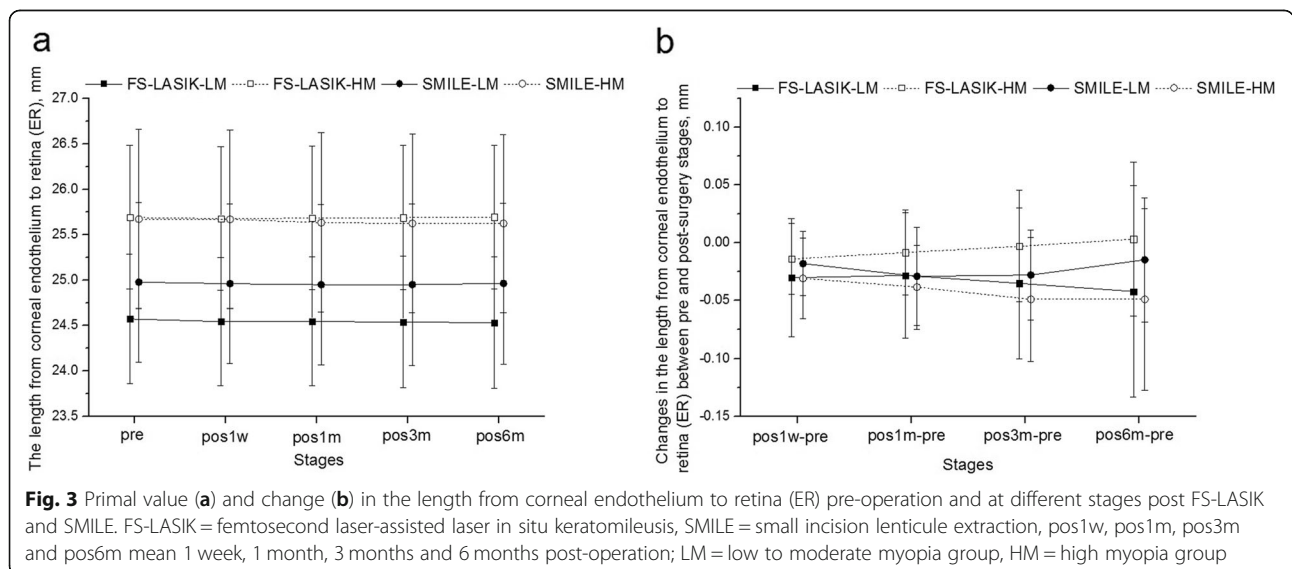 a
FS-LASIK-LM FS-LASIK-HM SMILE-LM SMILE-HM
The length from corneal endothelium to retina (ER), mm
27.0
26.5
26.0
25.5
25.0
24.5
24.0
23.5
pre pos1w pos1m pos3m pos6m
Stages
b
FS-LASIK-LM FS-LASIK-HM SMILE-LM SMILE-HM
Changes in the length from corneal endothelium to
retina (ER) between pre and post-surgery stages, mm
0.10
0.05
0.00
-0.05
-0.10
-0.15
pos1w-pre pos1m-pre pos3m-pre pos6m-pre
Stages
Fig. 3 Primal value (a) and change (b) in the length from corneal endothelium to retina (ER) pre-operation and at different stages post FS-LASIK
and SMILE. FS-LASIK = femtosecond laser-assisted laser in situ keratomileusis, SMILE = small incision lenticule extraction, pos1w, pos1m, pos3m
and pos6m mean 1 week, 1 month, 3 months and 6 months post-operation; LM = low to moderate myopia group, HM = high myopia group